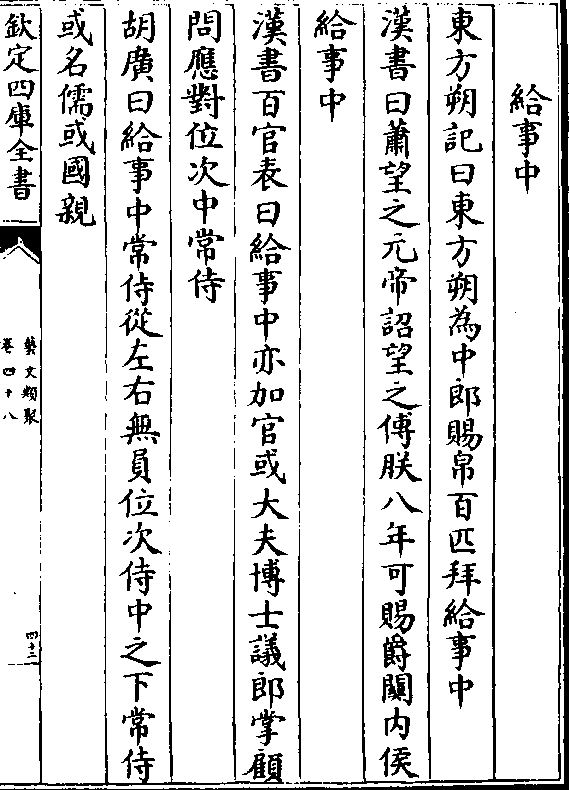 給事中
東方朔記曰東方朔為中郎賜帛百匹拜給事中
漢書曰蕭望之元帝詔望之傅朕八年可賜爵關内侯
給事中
漢書百官表曰給事中亦加官或大夫博士議郎掌顧
問應對位次中常侍
胡廣曰給事中常侍從左右無員位次侍中之下常侍
或名儒或國親
欽定四庫全書
藝文類聚
卷四十八
四十三